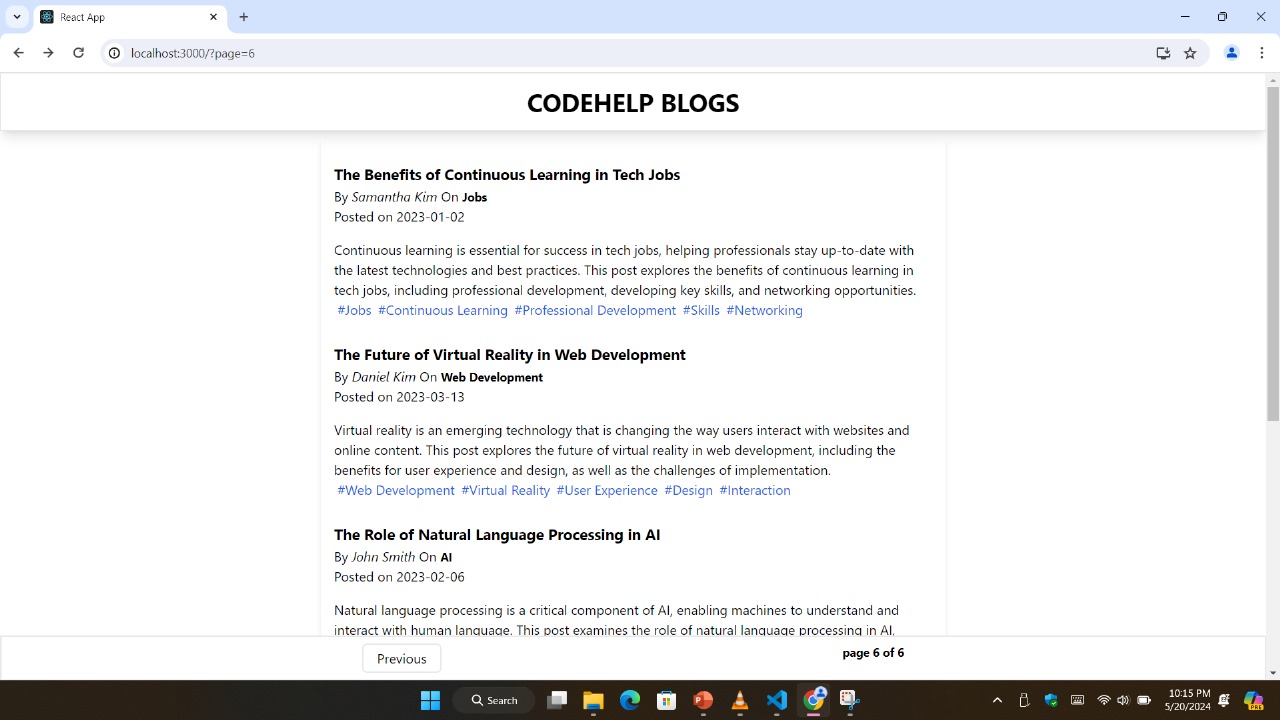 React App
localhost:3000/?page=6
CODEHELP BLOGS
The Benefits of Continuous Learning in Tech Jobs
By Samantha Kim On Jobs
Posted on 2023-01-02
Continuous learning is essential for success in tech jobs, helping professionals stay up-to-date with
the latest technologies and best practices. This post explores the benefits of continuous learning in
tech jobs, including professional development, developing key skills, and networking opportunities.
#Jobs #Continuous Learning #Professional Development #Skills #Networking
The Future of Virtual Reality in Web Development
By Daniel Kim On Web Development
Posted on 2023-03-13
Virtual reality is an emerging technology that is changing the way users interact with websites and
online content. This post explores the future of virtual reality in web development, including the
benefits for user experience and design, as well as the challenges of implementation.
#Web Development #Virtual Reality #User Experience #Design #Interaction
The Role of Natural Language Processing in AI
By John Smith On AI
Posted on 2023-02-06
Natural language processing is a critical component of AI, enabling machines to understand and
interact with human language. This post examines the role of natural language processing in AI,
Previous
page 6 of 6
Search
10:15 PM
5/20/2024
PRE